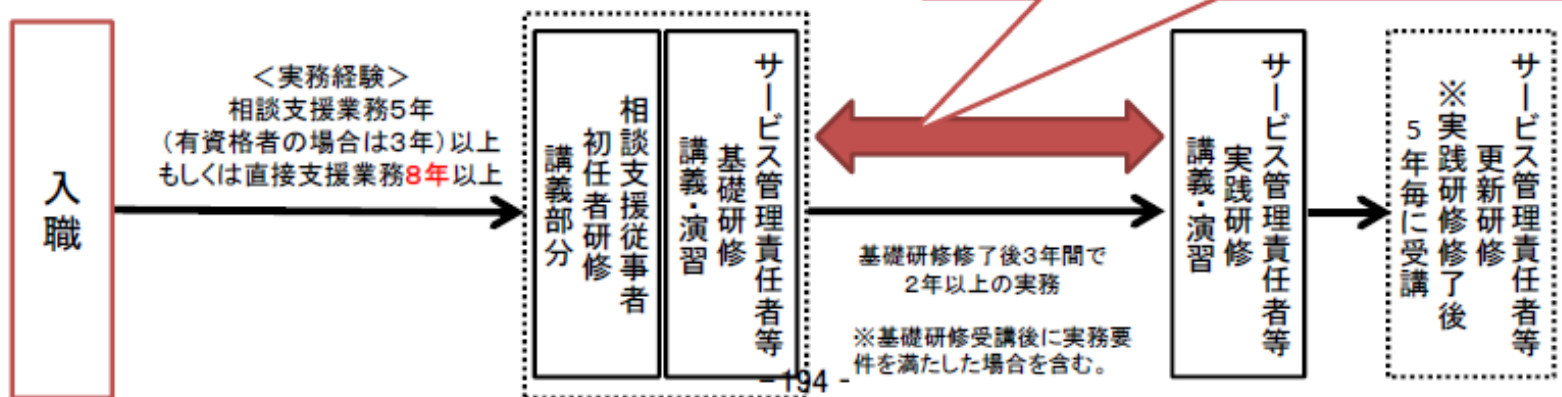 入職
＜実務経験＞
相談支援業務5年
（有資格者の場合は3年）以上
もしくは直接支援業務8年以上
相談支援従事者
初任者研修
講義部分
サービス管理責任者等
基礎研修
講義・演習
基礎研修修了後3年間で
2年以上の実務
※基礎研修受講後に実務要
件を満たした場合を含む。
サービス管理責任者等
実践研修
講義・演習
サービス管理責任者等
更新研修
※実践研修修了後
5年毎に受講
-194-